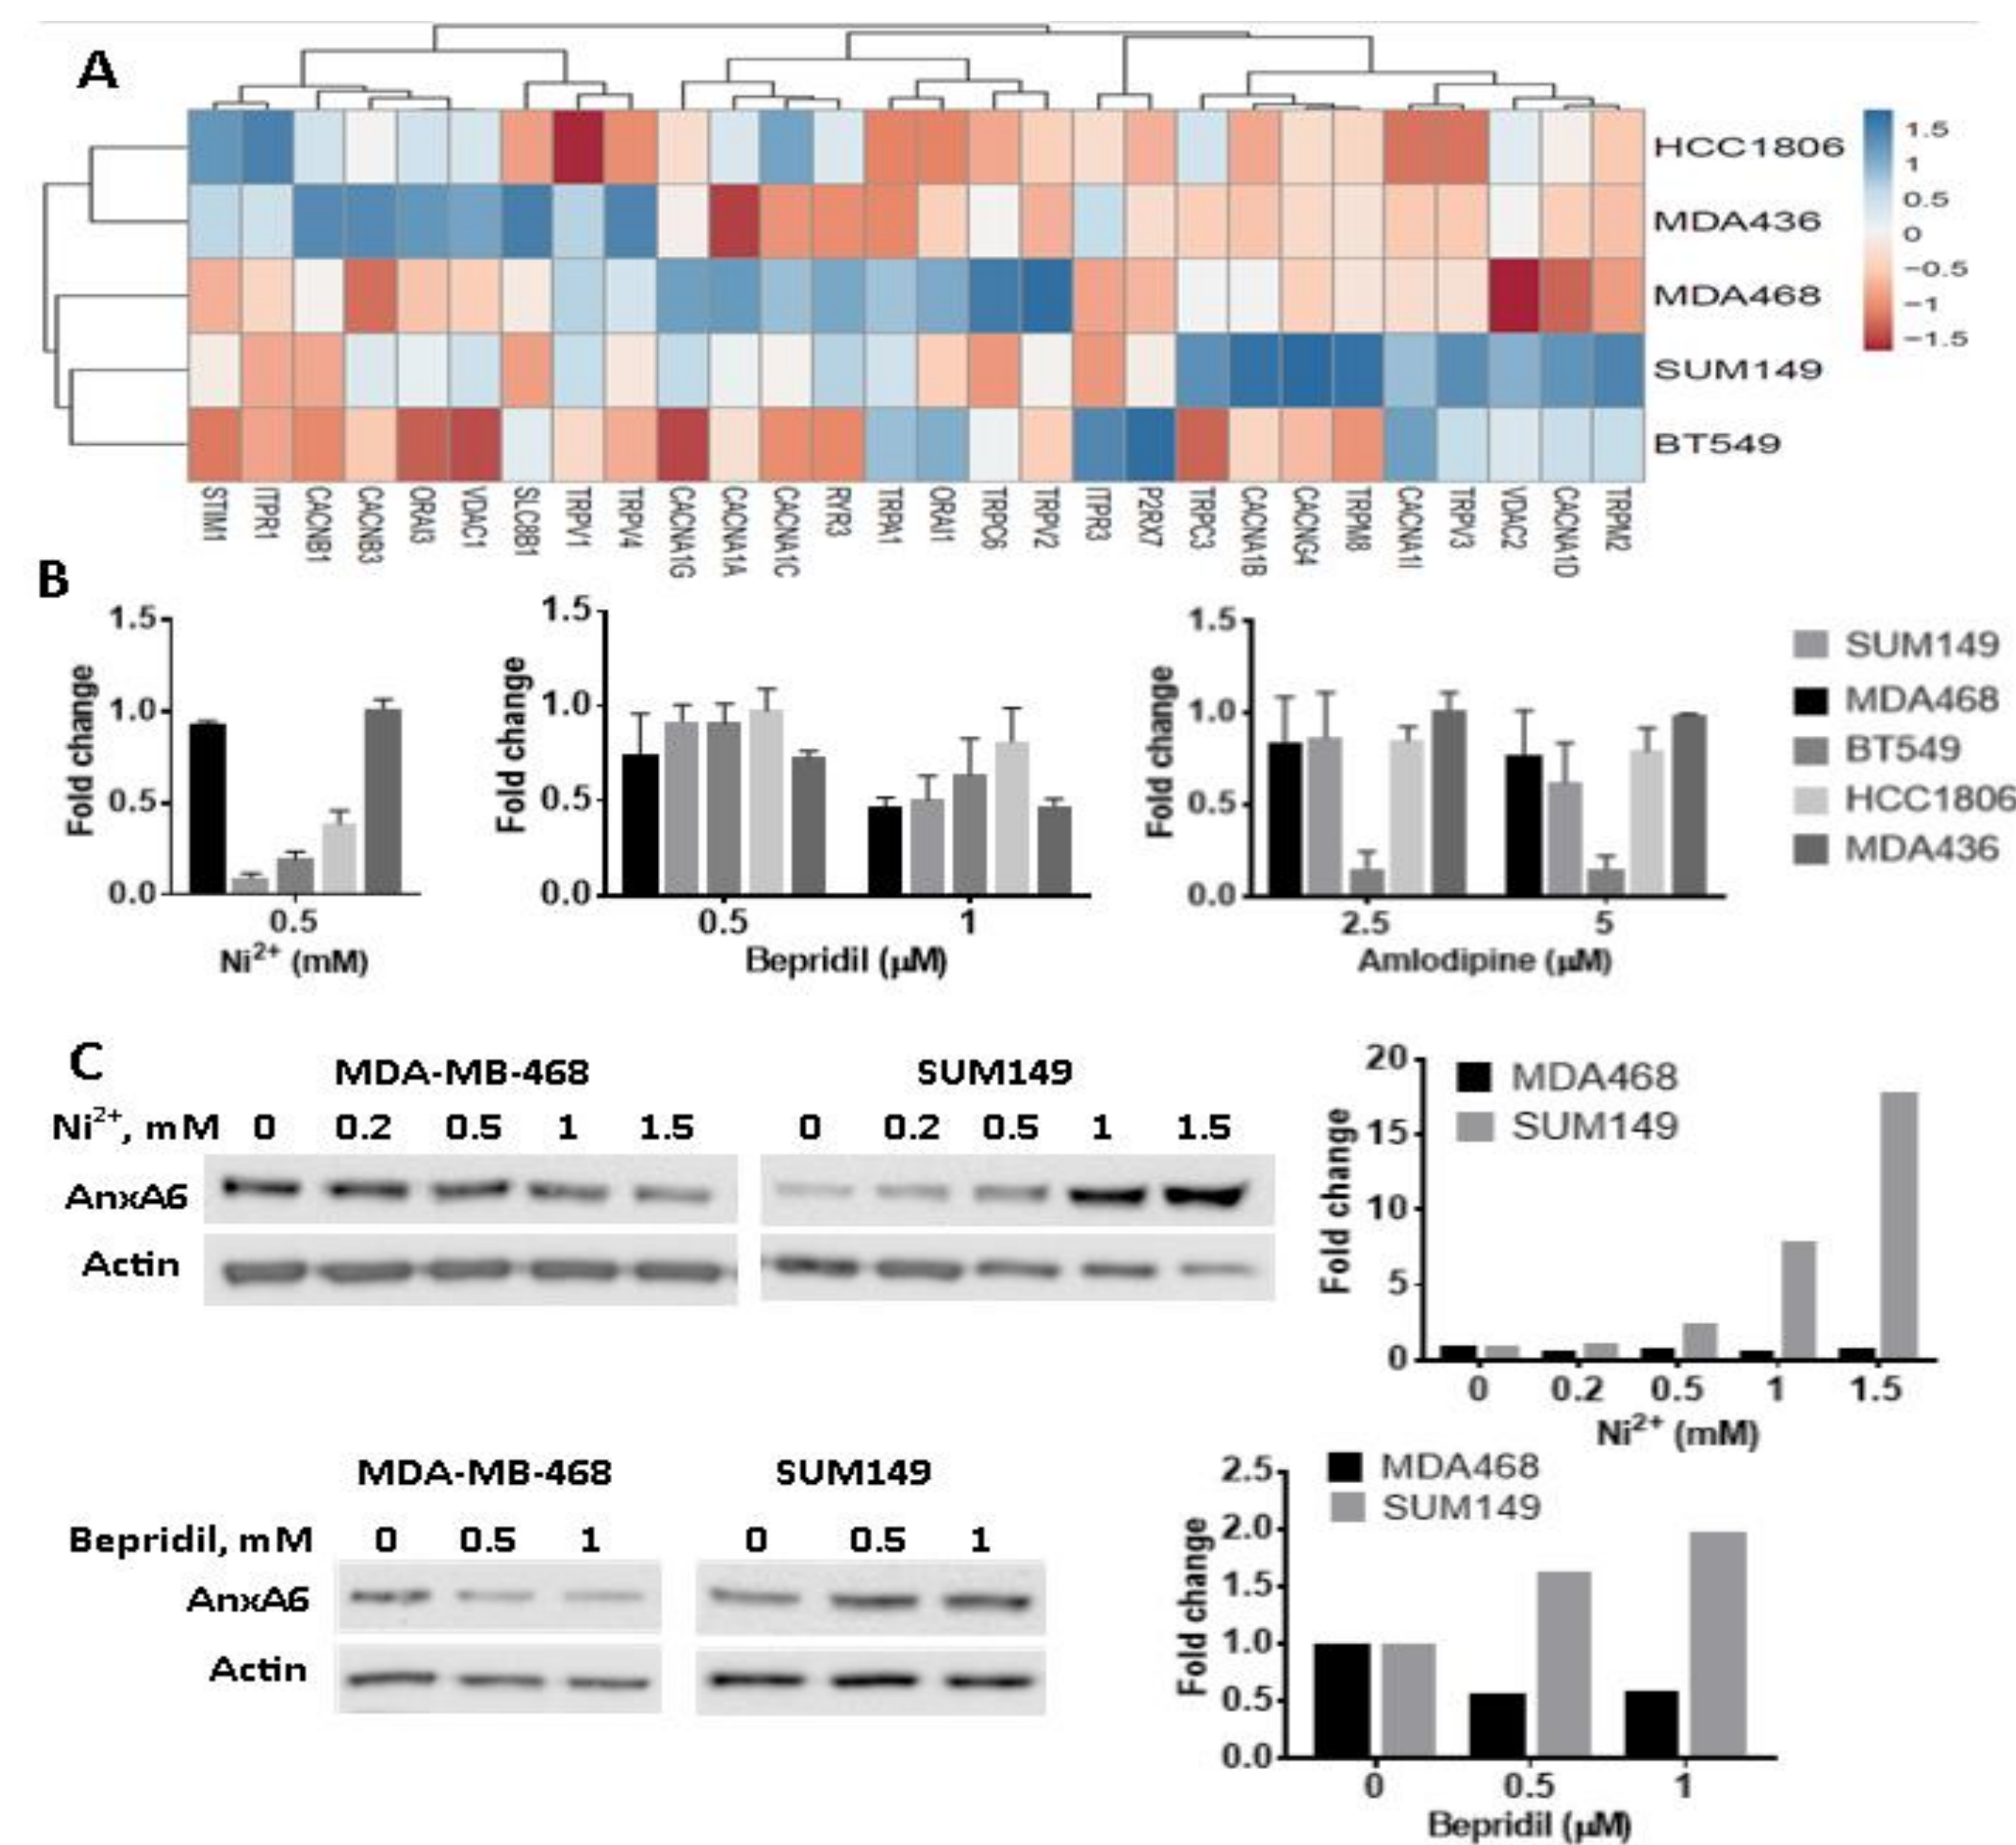 A
1.5
1
0.5
0
−0.5
−1
−1.5
HCC1806
MDA436
MDA468
SUM149
BT549
STIM1
ITPR1
CACNB1
CACNB3
ORAI3
VDAC1
SLC8B1
TRPV1
TRPV4
CACNA1G
CACNA1A
CACNA1C
RYR3
TRPA1
ORAI1
TRPC6
TRPV2
ITPR3
P2RX7
TRPC3
CACNA1B
CACNG4
TRPM8
CACNA1I
TRPV3
VDAC2
CACNA1D
TRPM2
B
Fold change
1.5
1.0
0.5
0.0
0.5
Ni²⁺ (mM)
Fold change
1.5
1.0
0.5
0.0
0.5 1
Bepridil (μM)
Fold change
1.5
1.0
0.5
0.0
2.5 5
Amlodipine (μM)
SUM149
MDA468
BT549
HCC1806
MDA436
C
MDA-MB-468 SUM149
Ni²⁺, mM 0 0.2 0.5 1 1.5 0 0.2 0.5 1 1.5
AnxA6
Actin
Fold change
20
15
10
5
0
MDA468
SUM149
0 0.2 0.5 1 1.5
Ni²⁺ (mM)
MDA-MB-468 SUM149
Bepridil, mM 0 0.5 1 0 0.5 1
AnxA6
Actin
Fold change
2.5
2.0
1.5
1.0
0.5
0.0
MDA468
SUM149
0 0.5 1
Bepridil (μM)